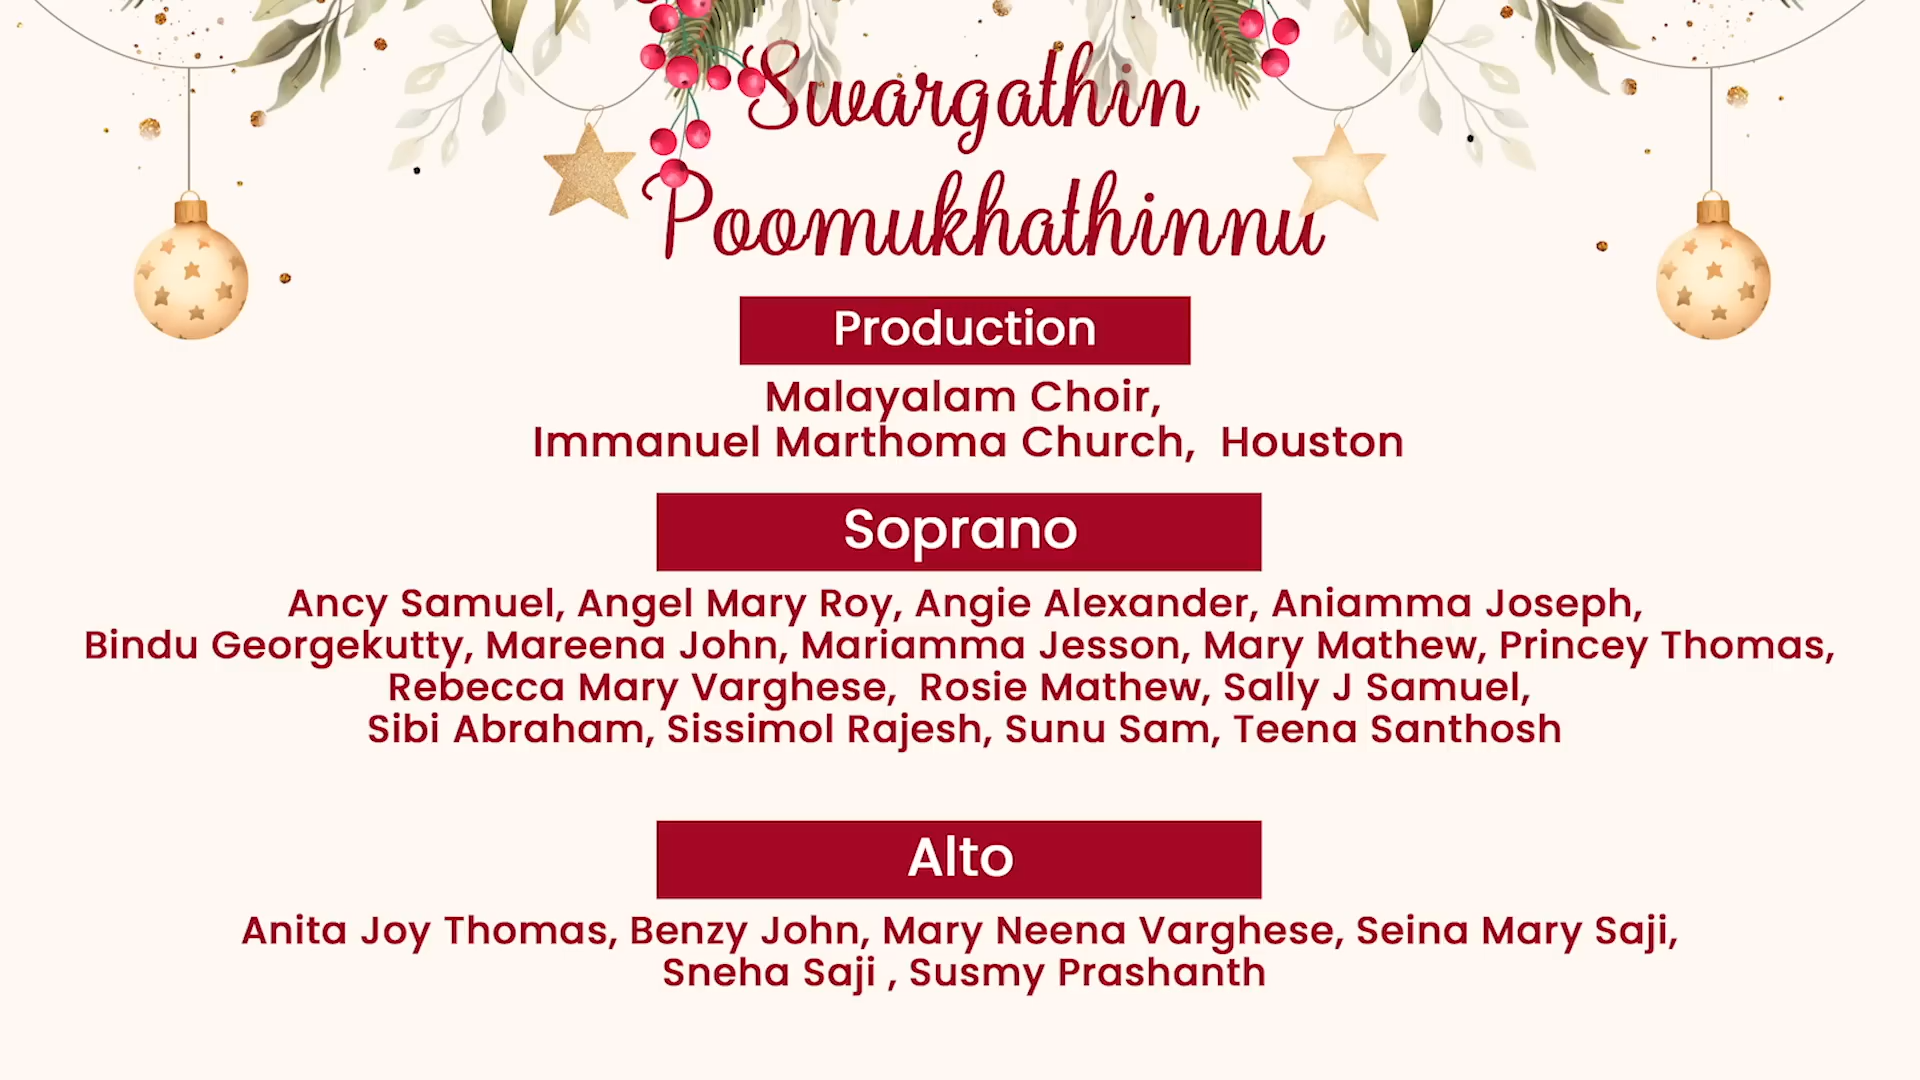 Swargathin
Poomukhathinnu
Production
Malayalam Choir,
Immanuel Marthoma Church,  Houston
Soprano
Ancy Samuel, Angel Mary Roy, Angie Alexander, Aniamma Joseph,
Bindu Georgekutty, Mareena John, Mariamma Jesson, Mary Mathew, Princey Thomas,
Rebecca Mary Varghese,  Rosie Mathew, Sally J Samuel,
Sibi Abraham, Sissimol Rajesh, Sunu Sam, Teena Santhosh
Alto
Anita Joy Thomas, Benzy John, Mary Neena Varghese, Seina Mary Saji,
Sneha Saji , Susmy Prashanth